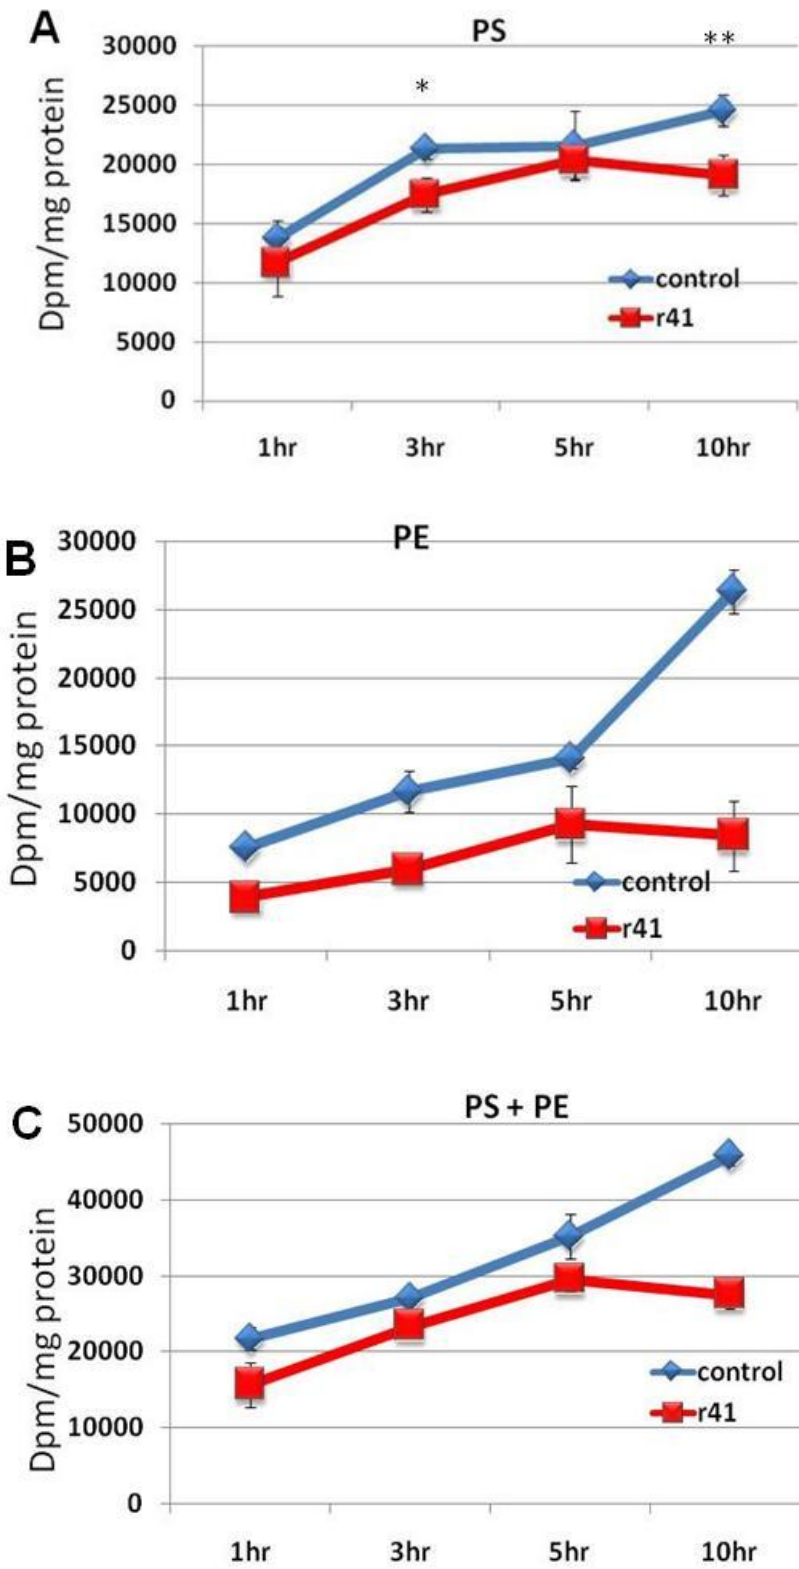 A
PS
Dpm/mg protein
30000
25000
20000
15000
10000
5000
0
*
**
control
r41
1hr 3hr 5hr 10hr
B
PE
Dpm/mg protein
30000
25000
20000
15000
10000
5000
0
control
r41
1hr 3hr 5hr 10hr
C
PS + PE
Dpm/mg protein
50000
40000
30000
20000
10000
0
control
r41
1hr 3hr 5hr 10hr